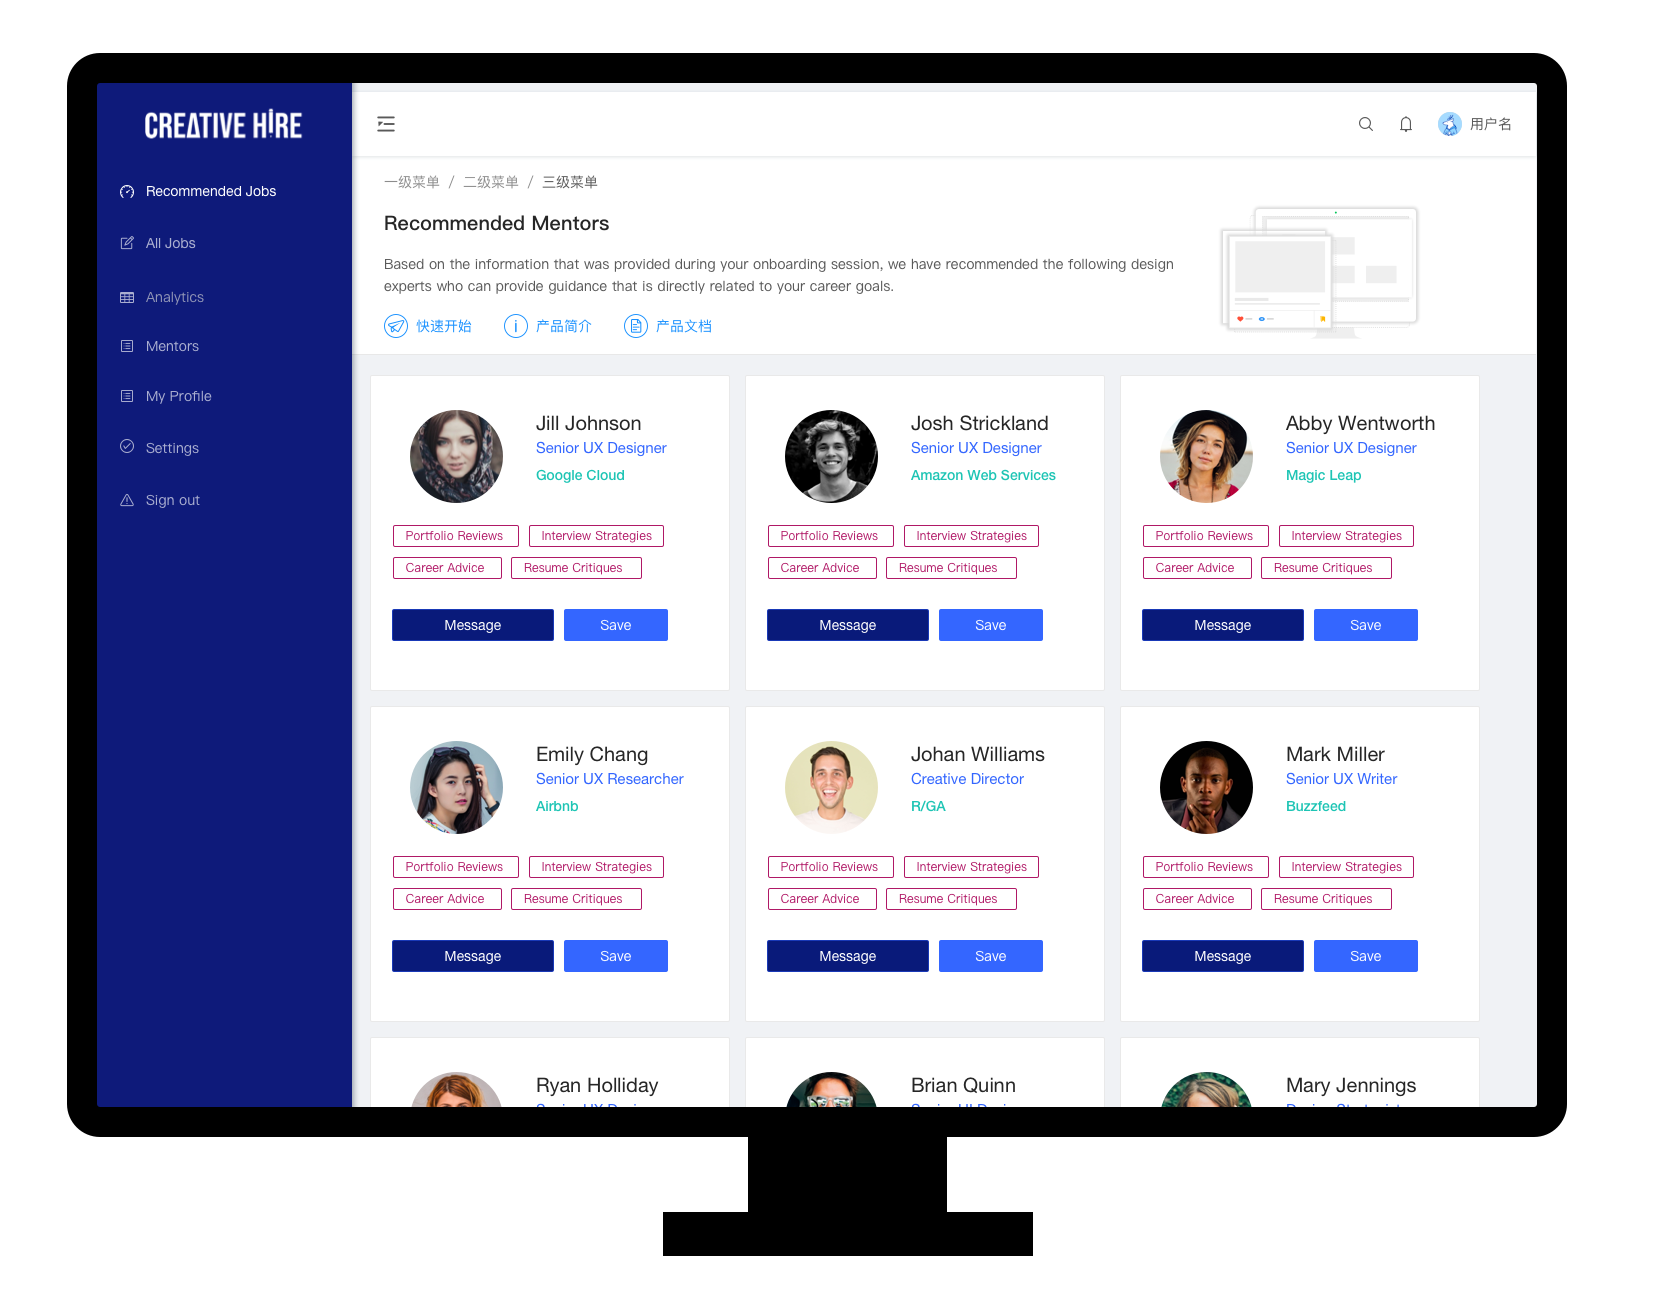 CREATIVE HIRE
Recommended Jobs
All Jobs
Analytics
Mentors
My Profile
Settings
Sign out
用户名
一级菜单 / 二级菜单 / 三级菜单
Recommended Mentors
Based on the information that was provided during your onboarding session, we have recommended the following design
experts who can provide guidance that is directly related to your career goals.
快速开始 产品简介 产品文档
Jill Johnson
Senior UX Designer
Google Cloud
Portfolio Reviews Interview Strategies
Career Advice Resume Critiques
Message Save
Josh Strickland
Senior UX Designer
Amazon Web Services
Portfolio Reviews Interview Strategies
Career Advice Resume Critiques
Message Save
Abby Wentworth
Senior UX Designer
Magic Leap
Portfolio Reviews Interview Strategies
Career Advice Resume Critiques
Message Save
Emily Chang
Senior UX Researcher
Airbnb
Portfolio Reviews Interview Strategies
Career Advice Resume Critiques
Message Save
Johan Williams
Creative Director
R/GA
Portfolio Reviews Interview Strategies
Career Advice Resume Critiques
Message Save
Mark Miller
Senior UX Writer
Buzzfeed
Portfolio Reviews Interview Strategies
Career Advice Resume Critiques
Message Save
Ryan Holliday
Brian Quinn
Mary Jennings